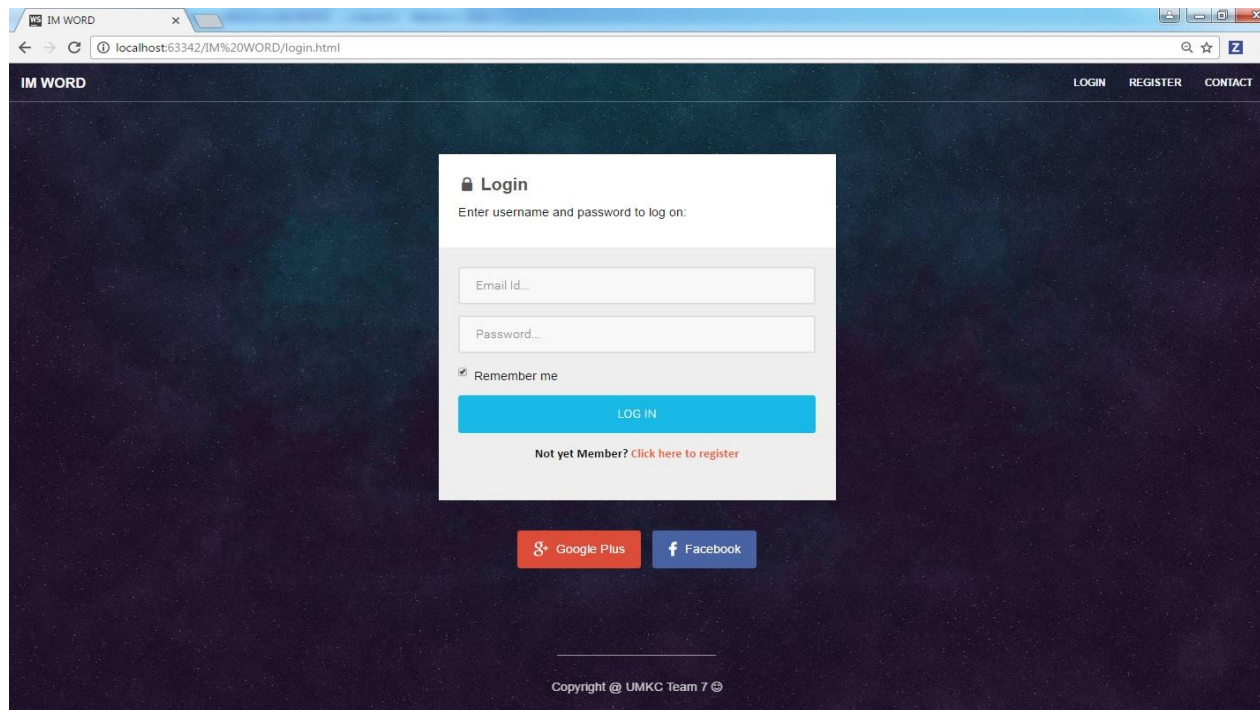 WS IM WORD
localhost:63342/IM%20WORD/login.html
Z
IM WORD LOGIN REGISTER CONTACT
Login
Enter username and password to log on:
Email Id...
Password...
Remember me
LOG IN
Not yet Member? Click here to register
g+ Google Plus f Facebook
Copyright @ UMKC Team 7 ☺